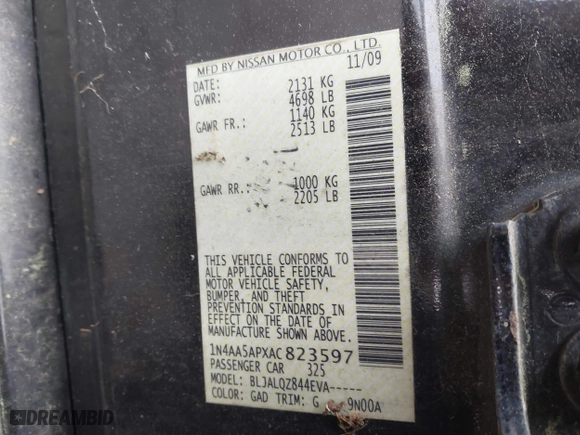 MFD BY NISSAN MOTOR CO., LTD.
DATE: 11/09
GVWR: 2131 KG
4698 LB
GAWR FR.: 1140 KG
2513 LB
GAWR RR.: 1000 KG
2205 LB
THIS VEHICLE CONFORMS TO
ALL APPLICABLE FEDERAL
MOTOR VEHICLE SAFETY,
BUMPER, AND THEFT
PREVENTION STANDARDS IN
EFFECT ON THE DATE OF
MANUFACTURE SHOWN ABOVE.
1N4AA5APXAC823597
PASSENGER CAR 325
MODEL: BLJALQZ844EVA-----
COLOR: GAD TRIM: G 9N00A
DREAMBID